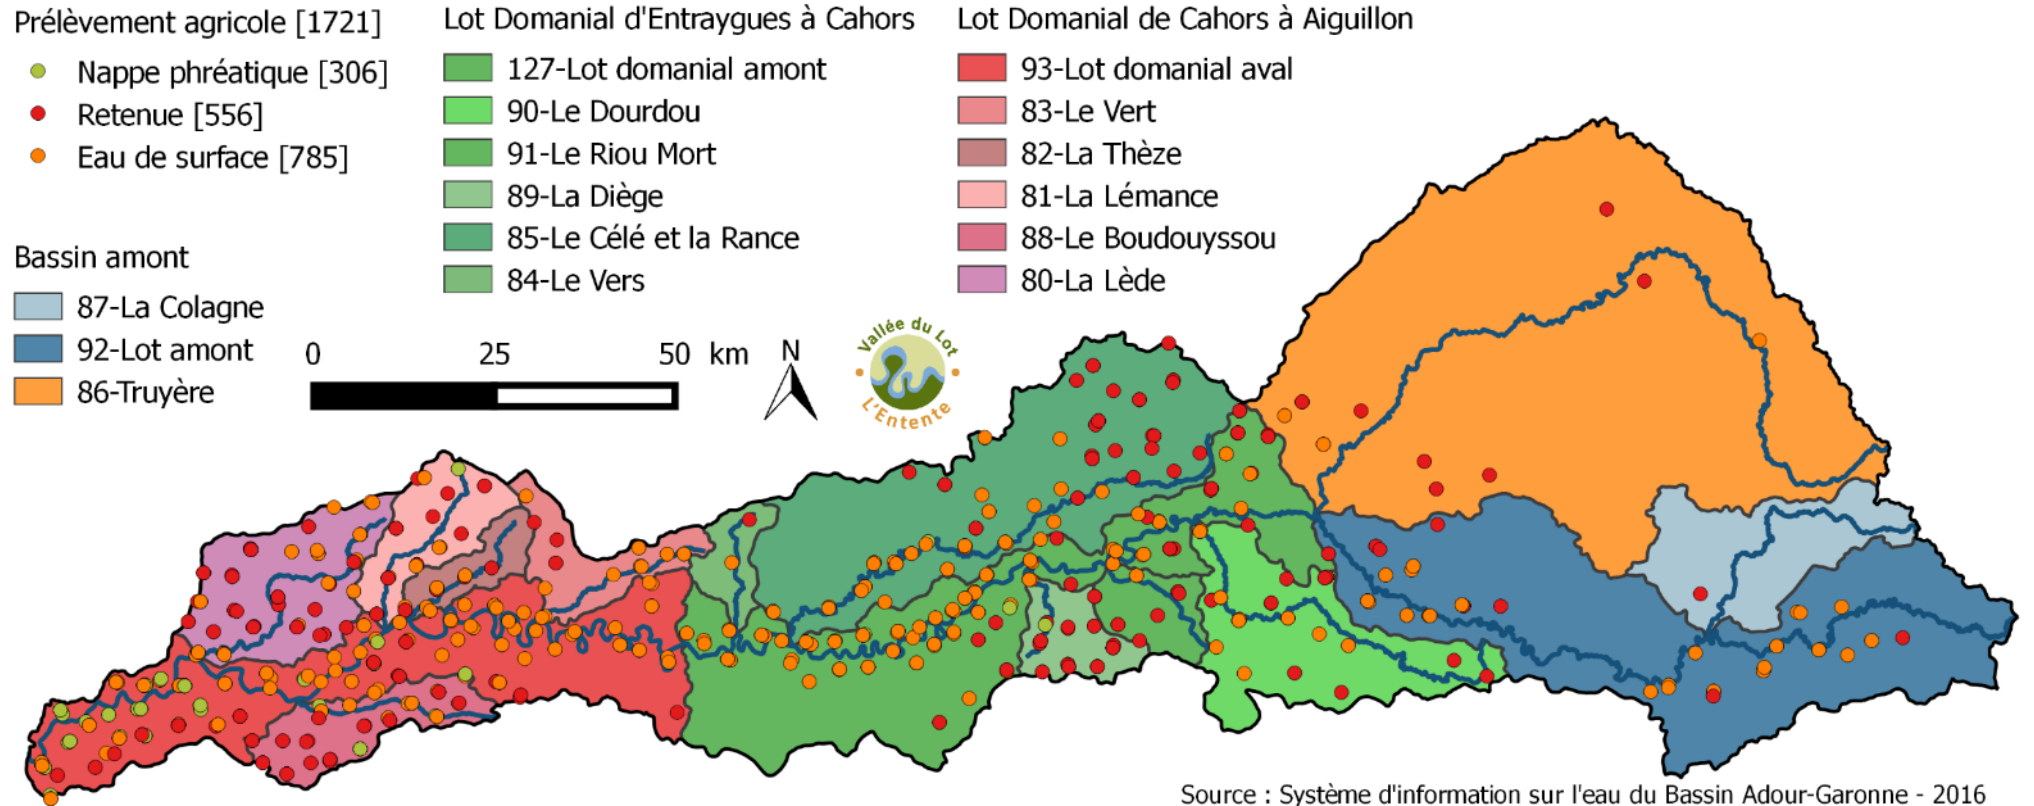 Prélèvement agricole [1721]
Nappe phréatique [306]
Retenue [556]
Eau de surface [785]
Bassin amont
87-La Colagne
92-Lot amont
86-Truyère
Lot Domanial d'Entraygues à Cahors
127-Lot domanial amont
90-Le Dourdou
91-Le Riou Mort
89-La Diège
85-Le Célé et la Rance
84-Le Vers
Lot Domanial de Cahors à Aiguillon
93-Lot domanial aval
83-Le Vert
82-La Thèze
81-La Lémance
88-Le Boudouyssou
80-La Lède
0 25 50 km
N
Vallée du Lot
L'Entente
Source : Système d'information sur l'eau du Bassin Adour-Garonne - 2016